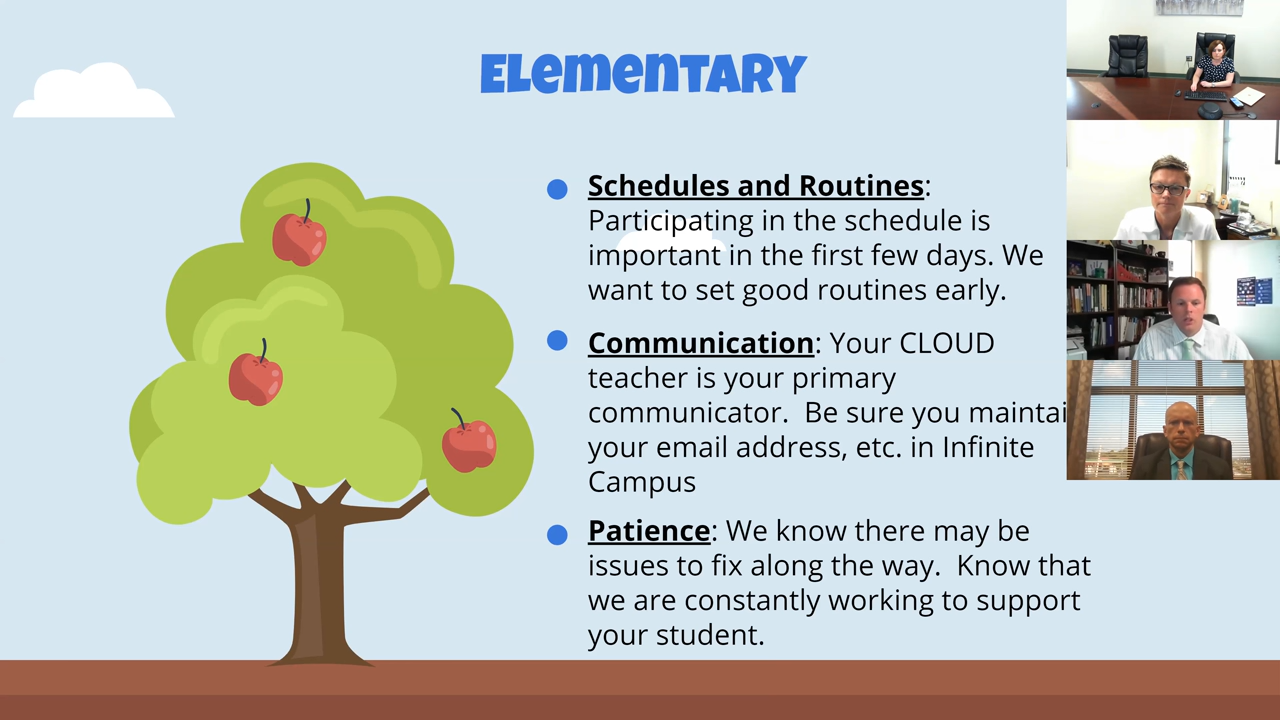 ELementARY
Schedules and Routines:
Participating in the schedule is
important in the first few days. We
want to set good routines early.
Communication: Your CLOUD
teacher is your primary
communicator. Be sure you maintai
your email address, etc. in Infinite
Campus
Patience: We know there may be
issues to fix along the way. Know that
we are constantly working to support
your student.